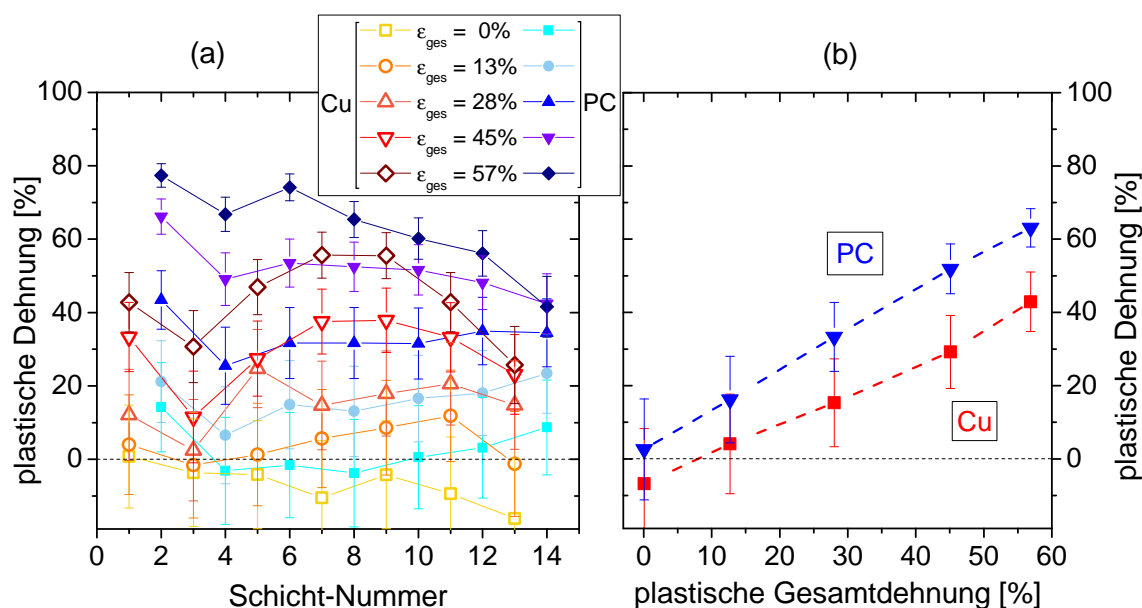 (a)
(b)
Cu
PC
ε_ges = 0%
ε_ges = 13%
ε_ges = 28%
ε_ges = 45%
ε_ges = 57%
plastische Dehnung [%]
100
80
60
40
20
0
0 2 4 6 8 10 12 14
Schicht-Nummer
PC
Cu
0 10 20 30 40 50 60
plastische Gesamtdehnung [%]
100
80
60
40
20
0
plastische Dehnung [%]